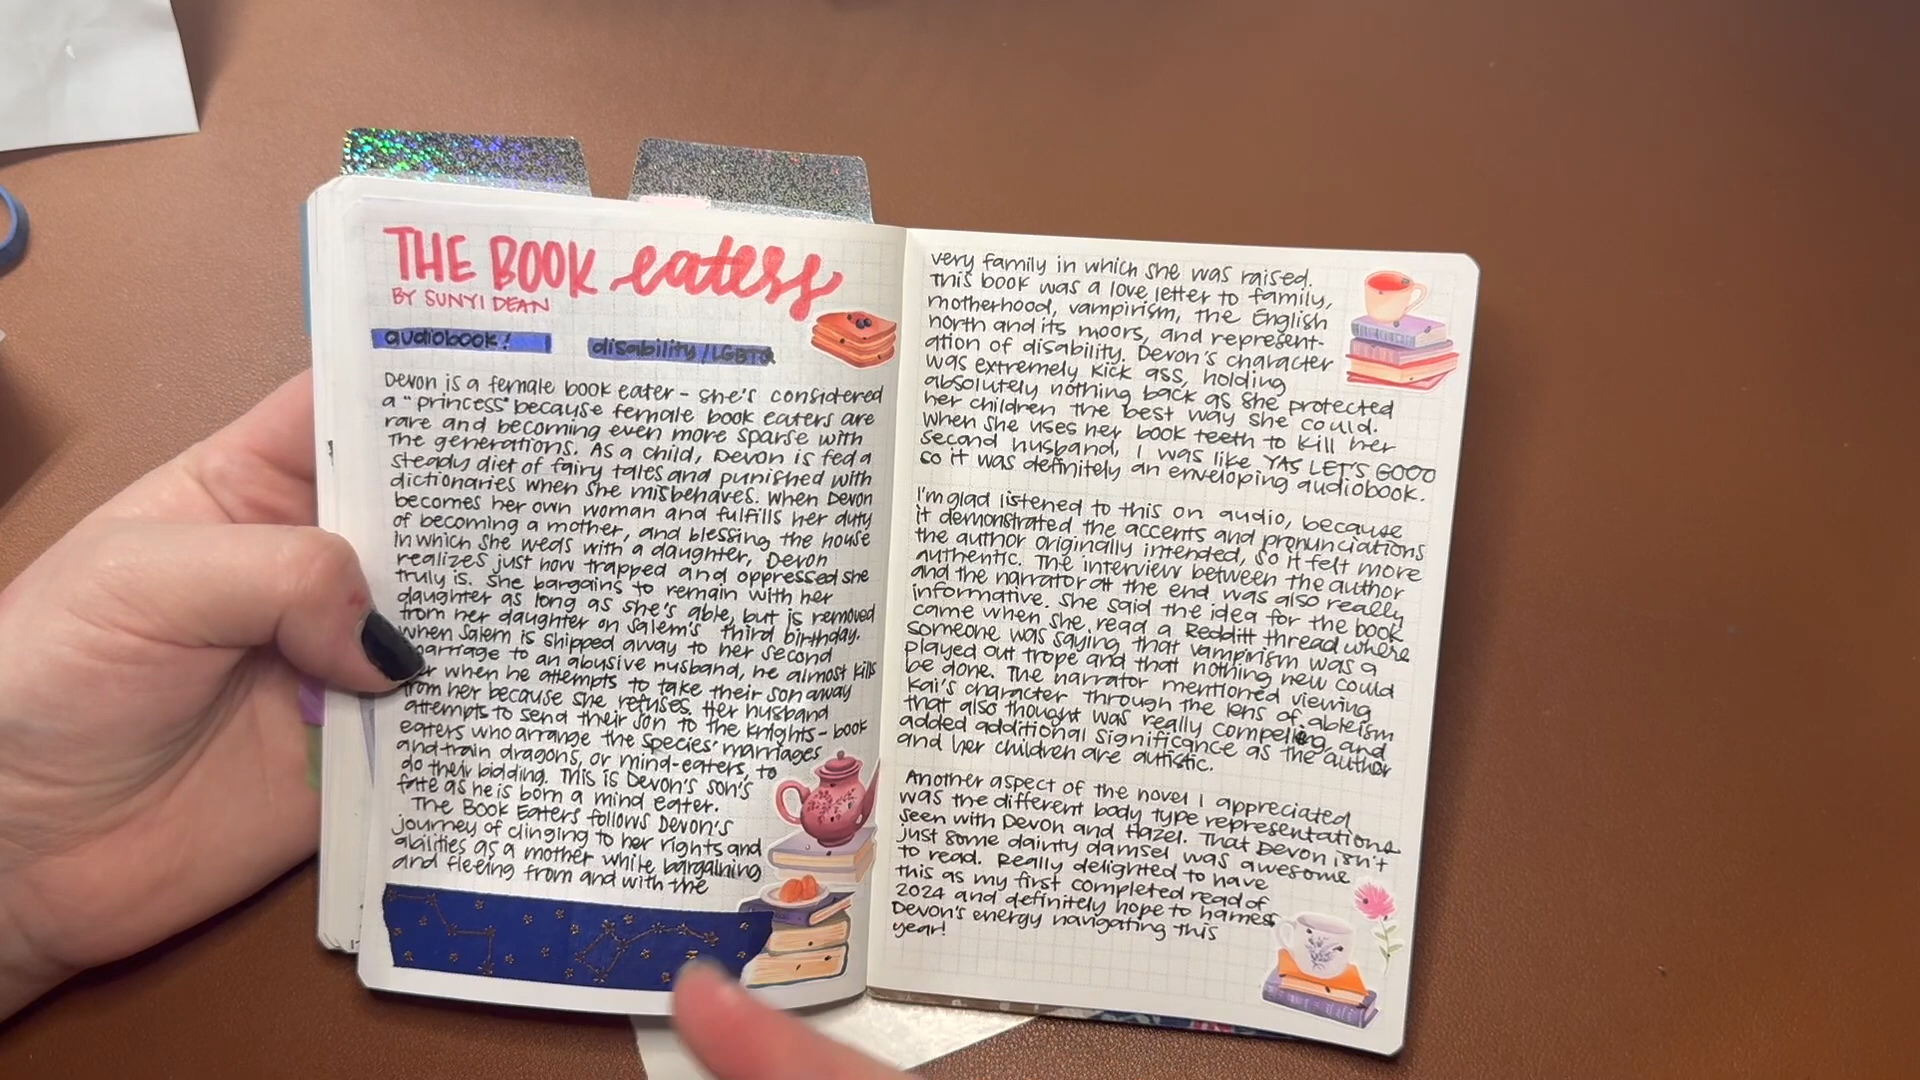 THE BOOK eaters
BY SUNYI DEAN
audiobook!
disability/LGBTQ
Devon is a female book eater - she's considered
a "princess" because female book eaters are
rare and becoming even more sparse with
the generations. As a child, Devon is fed a
steady diet of fairy tales and punished with
dictionaries when she misbehaves. When Devon
becomes her own woman and fulfills her duty
of becoming a mother, and blessing the house
in which she weds with a daughter, Devon
realizes just how trapped and oppressed she
truly is. She bargains to remain with her
daughter as long as she's able, but is removed
from her daughter on Salem's third birthday.
When Salem is shipped away to her second
marriage to an abusive husband, he almost kills
her when he attempts to take their son away
from her because she refuses. Her husband
attempts to send their son to the knights - book
eaters who arrange the species' marriages
and train dragons, or mind-eaters, to
do their bidding. This is Devon's son's
fate as he is born a mind eater.
The Book Eaters follows Devon's
journey of clinging to her rights and
abilities as a mother while bargaining
and fleeing from and with the
very family in which she was raised.
This book was a love letter to family,
motherhood, vampirism, the English
north and its moors, and represent-
ation of disability. Devon's character
was extremely kick ass, holding
absolutely nothing back as she protected
her children the best way she could.
When she uses her book teeth to kill her
second husband, I was like YAS LET'S GOOO
so it was definitely an enveloping audiobook.
I'm glad listened to this on audio, because
it demonstrated the accents and pronunciations
the author originally intended, so it felt more
authentic. The interview between the author
and the narrator at the end was also really
informative. She said the idea for the book
came when she read a Redditt thread where
someone was saying that vampirism was a
played out trope and that nothing new could
be done. The narrator mentioned viewing
Kai's character through the lens of ableism
that also thought was really compelling, and
added additional significance as the author
and her children are autistic.
Another aspect of the novel I appreciated
was the different body type representations
seen with Devon and Hazel. That Devon isn't
just some dainty damsel was awesome
to read. Really delighted to have
this as my first completed read of
2024 and definitely hope to harness
Devon's energy navigating this
year!